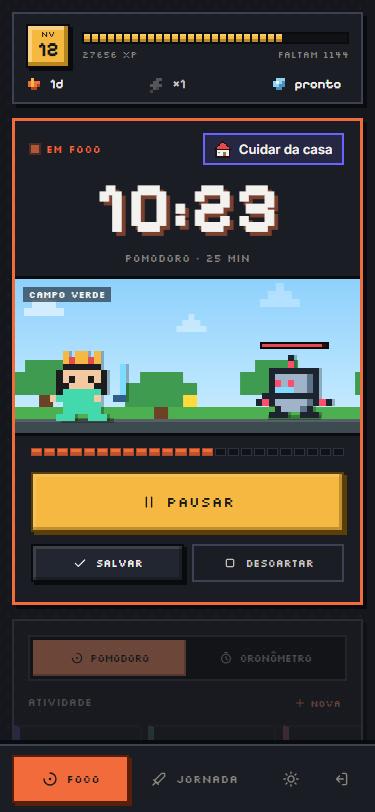 NV
18
27656 XP
FALTAM 1144
1d
×1
pronto
EM FOCO
Cuidar da casa
10:23
POMODORO · 25 MIN
CAMPO VERDE
PAUSAR
SALVAR
DESCARTAR
POMODORO
CRONÔMETRO
ATIVIDADE
+ NOVA
FOCO
JORNADA